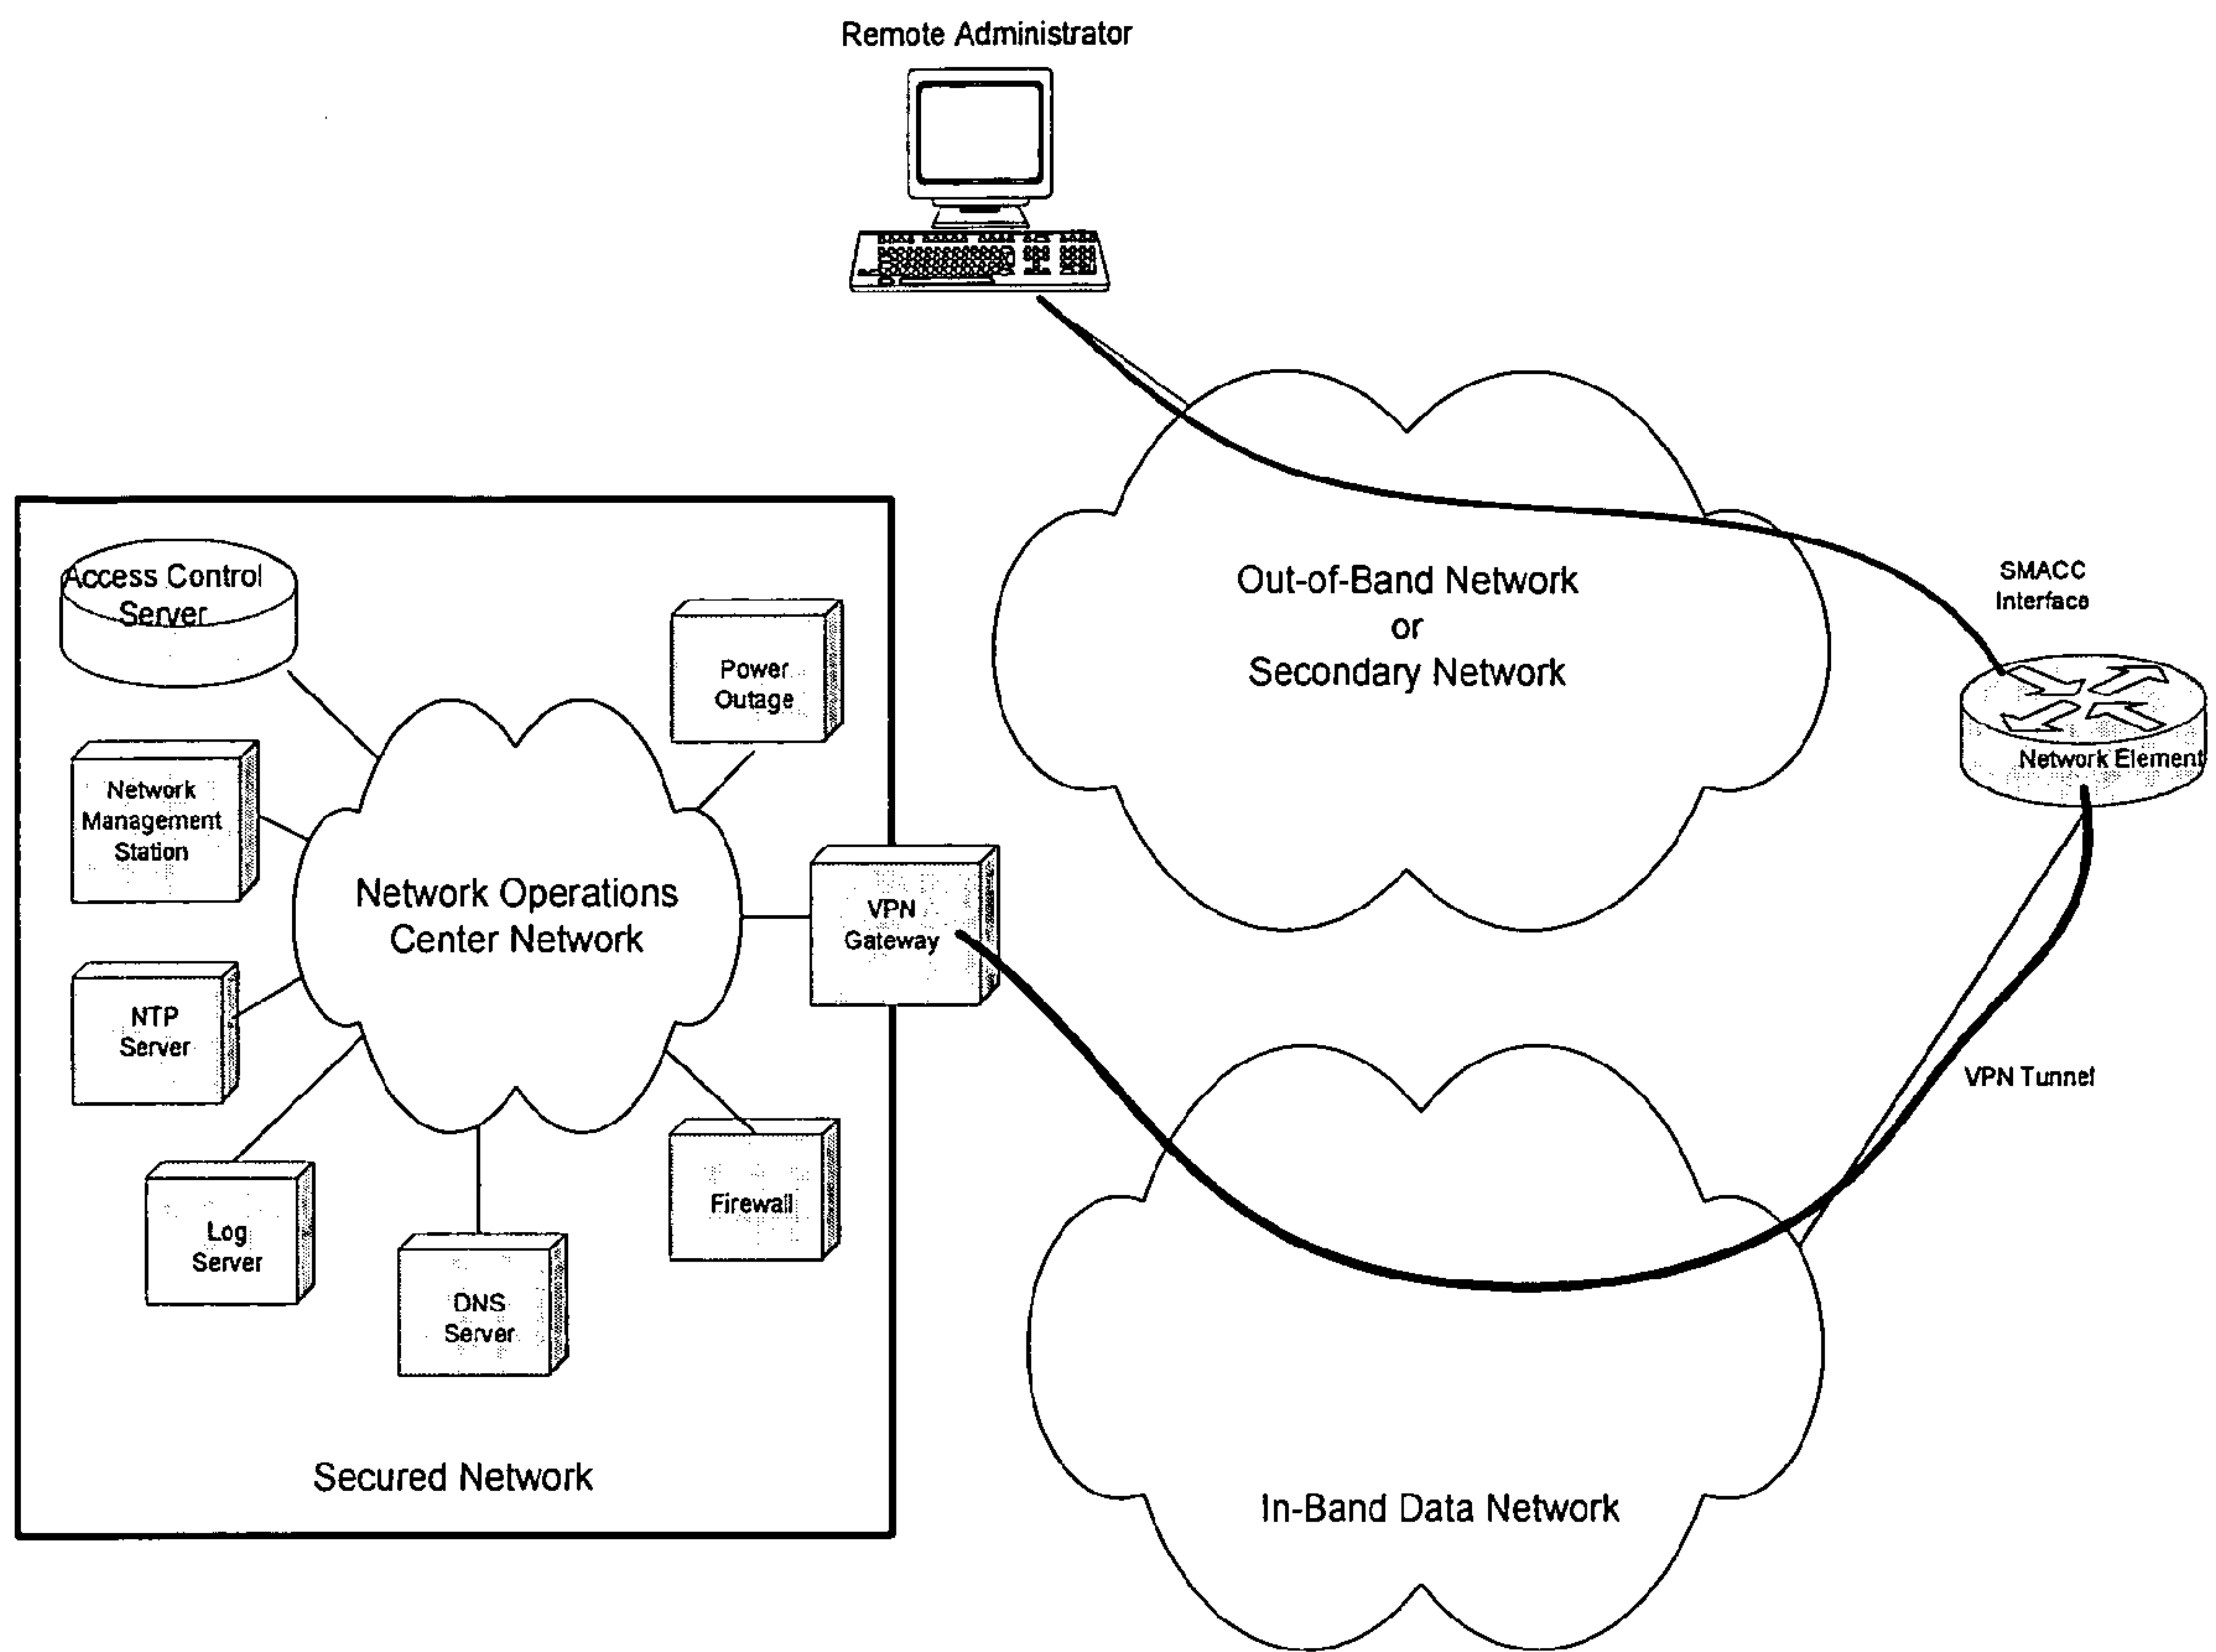 Remote Administrator
Out-of-Band Network
or
Secondary Network
SMACC
Interface
Network Element
Access Control
Server
Power
Outage
Network
Management
Station
Network Operations
Center Network
VPN
Gateway
NTP
Server
VPN Tunnel
Log
Server
DNS
Server
Firewall
Secured Network
In-Band Data Network